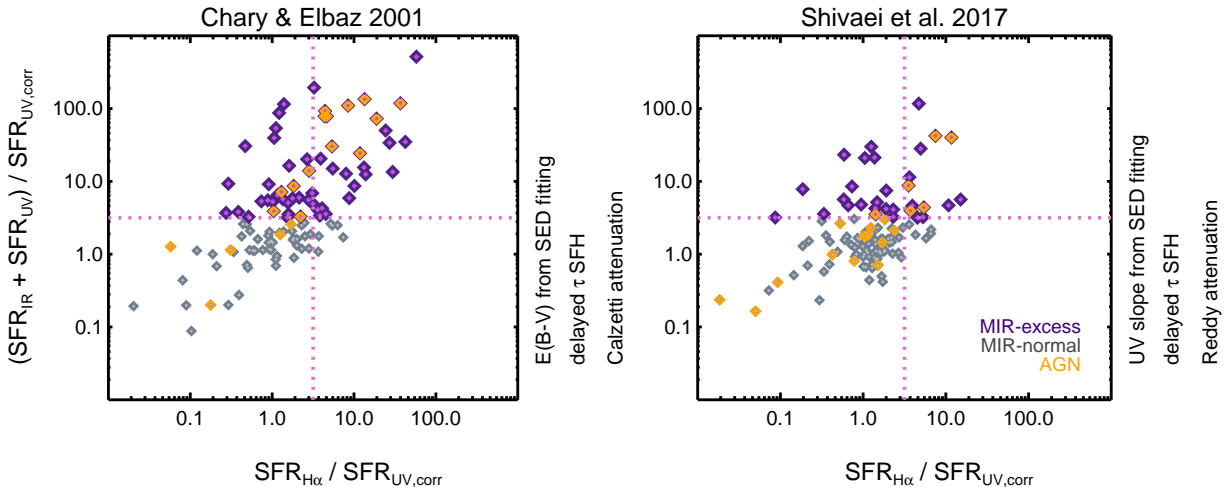 Chary & Elbaz 2001
Shivaei et al. 2017
(SFR_IR + SFR_UV) / SFR_UV,corr
100.0
10.0
1.0
0.1
0.1 1.0 10.0 100.0
SFR_Hα / SFR_UV,corr
E(B-V) from SED fitting
delayed τ SFH
Calzetti attenuation
100.0
10.0
1.0
0.1
MIR-excess
MIR-normal
AGN
0.1 1.0 10.0 100.0
SFR_Hα / SFR_UV,corr
UV slope from SED fitting
delayed τ SFH
Reddy attenuation